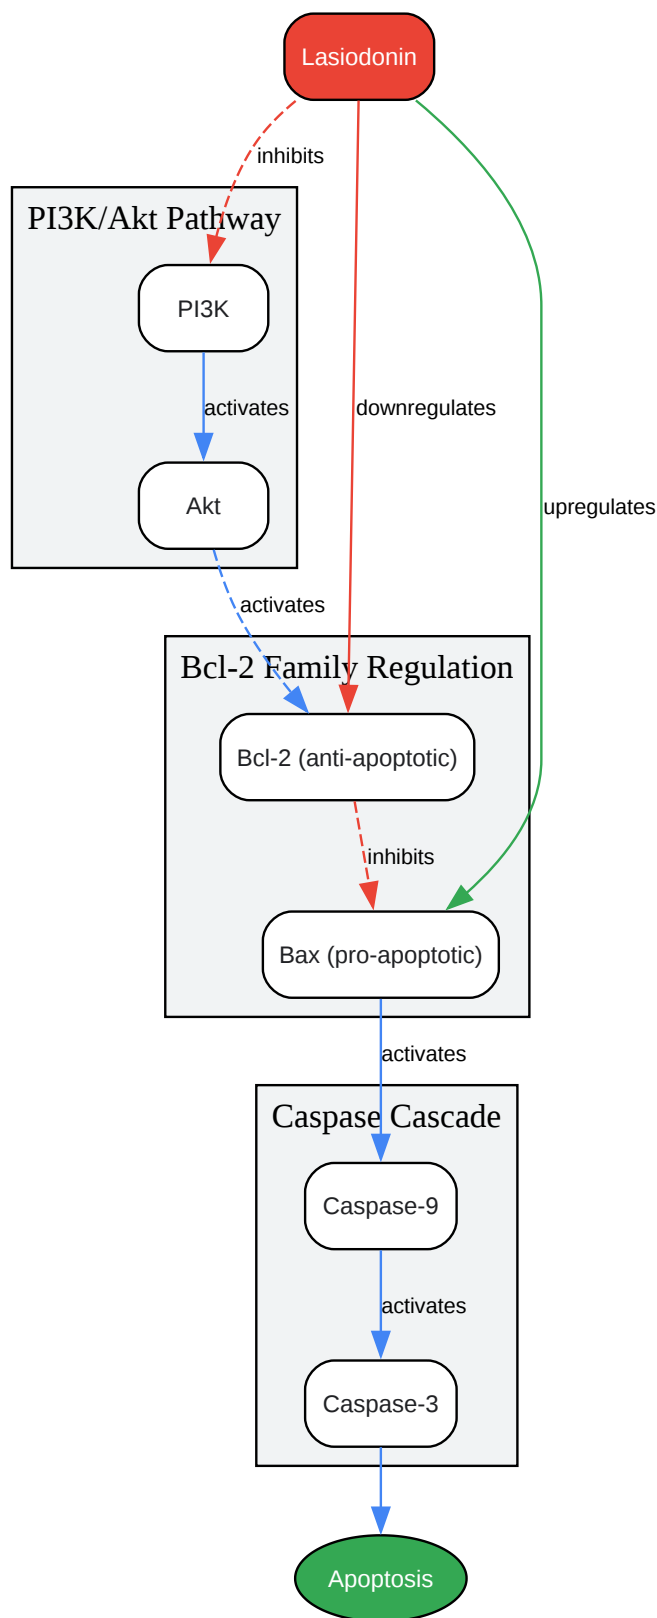 Lasiodonin
inhibits
PI3K/Akt Pathway
PI3K
activates
downregulates
Akt
upregulates
activates
Bcl-2 Family Regulation
Bcl-2 (anti-apoptotic)
inhibits
Bax (pro-apoptotic)
activates
Caspase Cascade
Caspase-9
activates
Caspase-3
Apoptosis